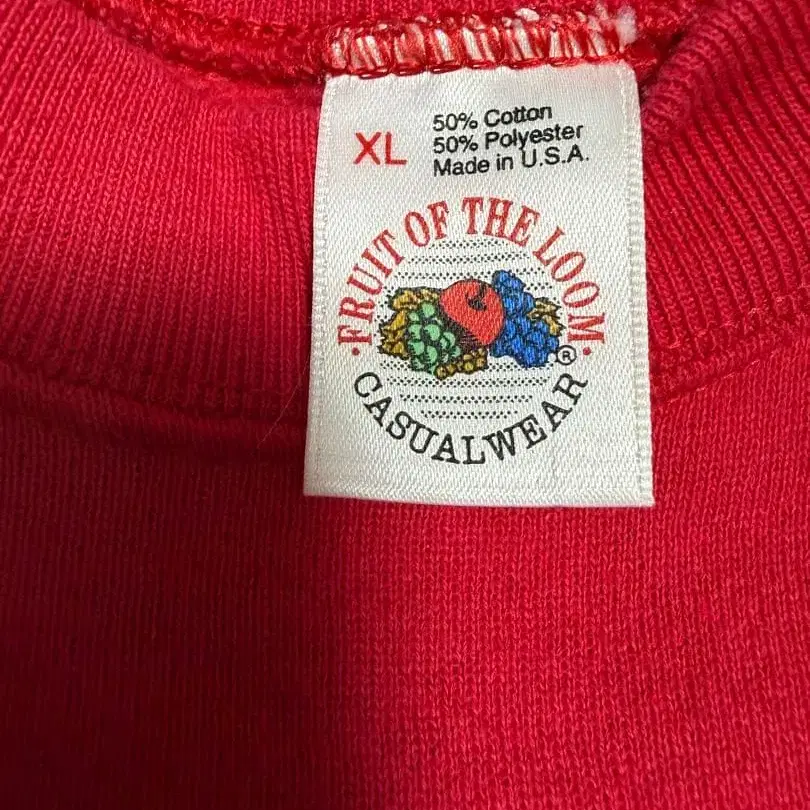 XL
50% Cotton
50% Polyester
Made in U.S.A.
·FRUIT OF THE LOOM·
®
CASUALWEAR